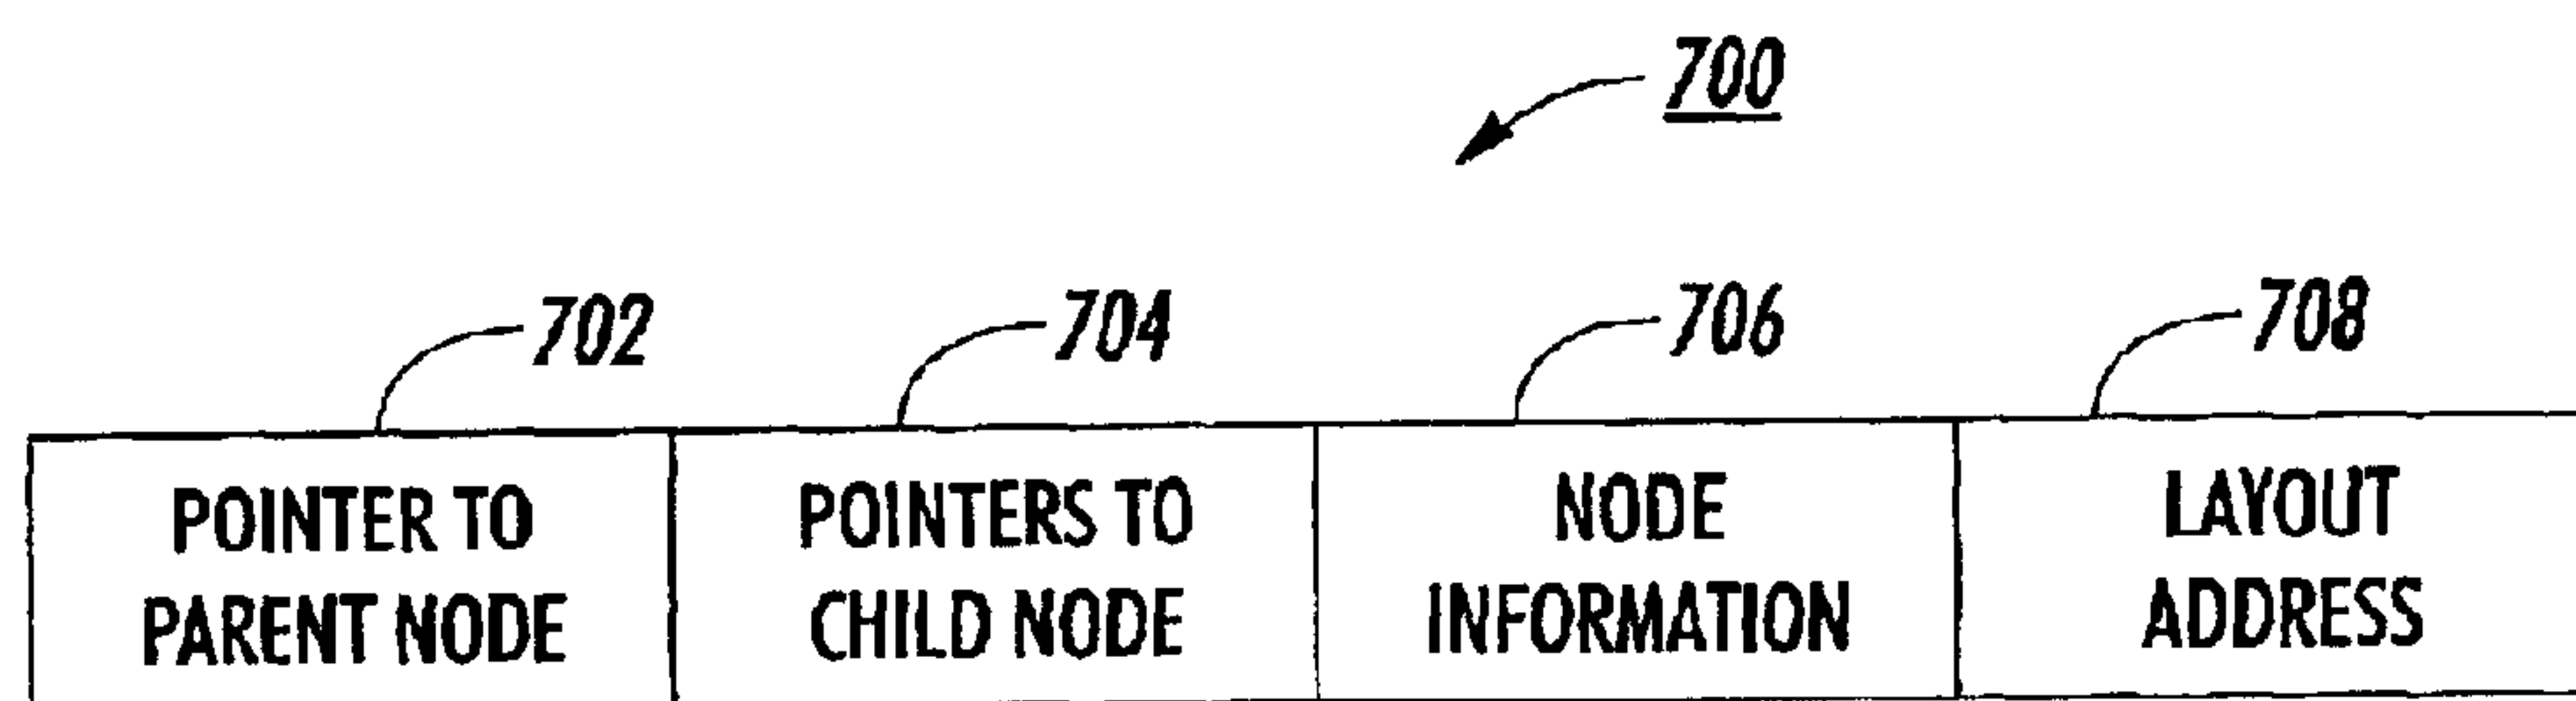 700
702 704 706 708
POINTER TO PARENT NODE
POINTERS TO CHILD NODE
NODE INFORMATION
LAYOUT ADDRESS